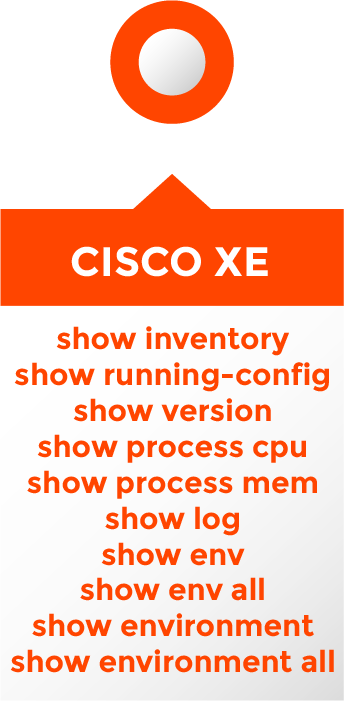 CISCO XE
show inventory
show running-config
show version
show process cpu
show process mem
show log
show env
show env all
show environment
show environment all